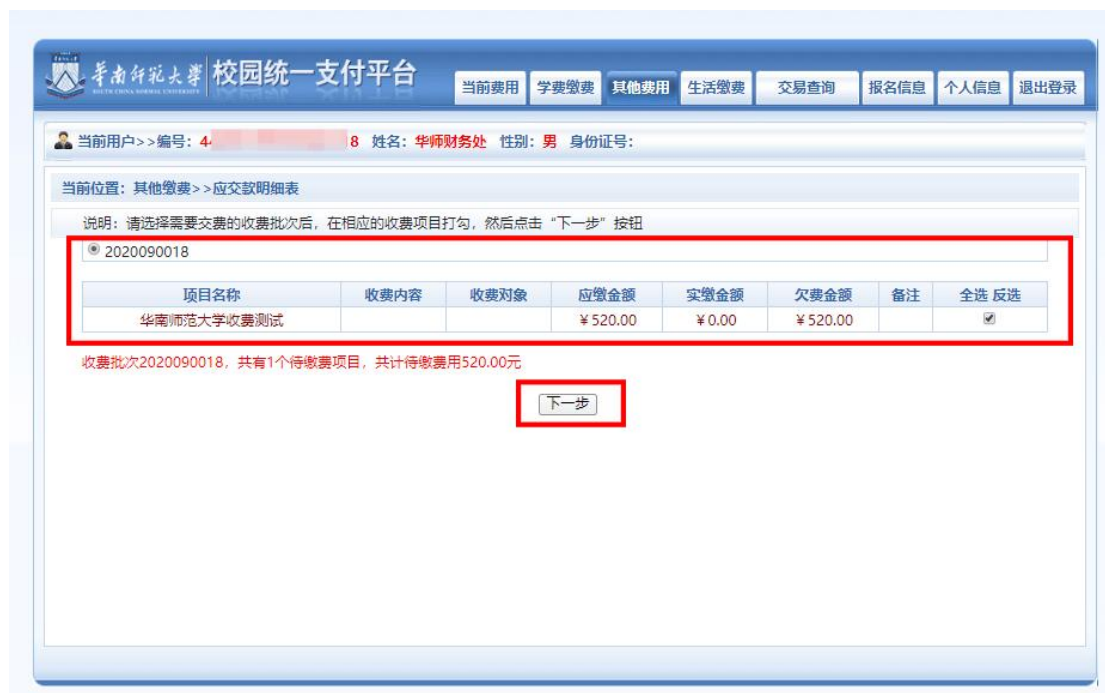 华南师范大学 校园统一支付平台
SOUTH CHINA NORMAL UNIVERSITY
当前费用 学费缴费 其他费用 生活缴费 交易查询 报名信息 个人信息 退出登录
当前用户>>编号：4 8 姓名：华师财务处 性别：男 身份证号：
当前位置：其他缴费>>应交款明细表
说明：请选择需要交费的收费批次后，在相应的收费项目打勾，然后点击“下一步”按钮
2020090018
项目名称 收费内容 收费对象 应缴金额 实缴金额 欠费金额 备注 全选 反选
华南师范大学收费测试 ￥520.00 ￥0.00 ￥520.00
收费批次2020090018，共有1个待缴费项目，共计待缴费用520.00元
下一步